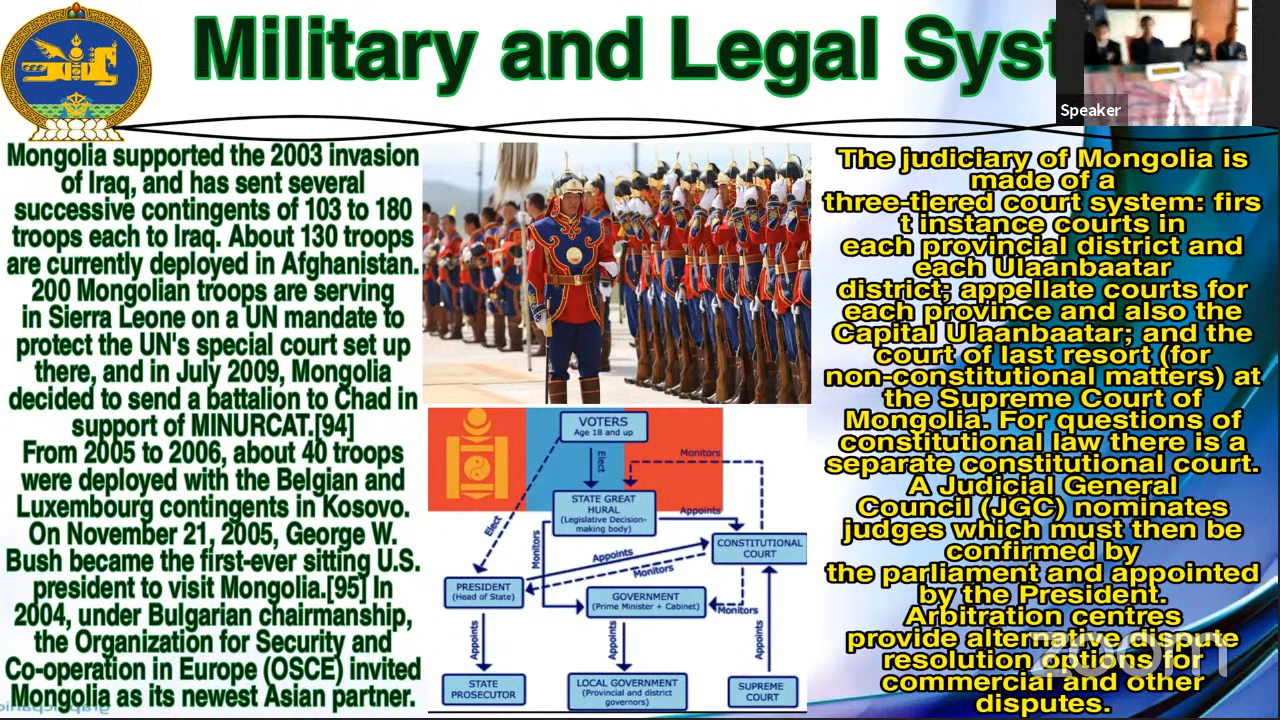 Military and Legal Syst
Speaker
Mongolia supported the 2003 invasion
of Iraq, and has sent several
successive contingents of 103 to 180
troops each to Iraq. About 130 troops
are currently deployed in Afghanistan.
200 Mongolian troops are serving
in Sierra Leone on a UN mandate to
protect the UN's special court set up
there, and in July 2009, Mongolia
decided to send a battalion to Chad in
support of MINURCAT.[94]
From 2005 to 2006, about 40 troops
were deployed with the Belgian and
Luxembourg contingents in Kosovo.
On November 21, 2005, George W.
Bush became the first-ever sitting U.S.
president to visit Mongolia.[95] In
2004, under Bulgarian chairmanship,
the Organization for Security and
Co-operation in Europe (OSCE) invited
Mongolia as its newest Asian partner.
VOTERS
Age 18 and up
Elect
Monitors
STATE GREAT
HURAL
(Legislative Decision-
making body)
Elect
Appoints
Monitors
CONSTITUTIONAL
COURT
Appoints
Monitors
PRESIDENT
(Head of State)
GOVERNMENT
(Prime Minister + Cabinet)
Monitors
Appoints
Appoints
Appoints
STATE
PROSECUTOR
LOCAL GOVERNMENT
(Provincial and district
governors)
SUPREME
COURT
The judiciary of Mongolia is
made of a
three-tiered court system: firs
t instance courts in
each provincial district and
each Ulaanbaatar
district; appellate courts for
each province and also the
Capital Ulaanbaatar; and the
court of last resort (for
non-constitutional matters) at
the Supreme Court of
Mongolia. For questions of
constitutional law there is a
separate constitutional court.
A Judicial General
Council (JGC) nominates
judges which must then be
confirmed by
the parliament and appointed
by the President.
Arbitration centres
provide alternative dispute
resolution options for
commercial and other
disputes.
zoom